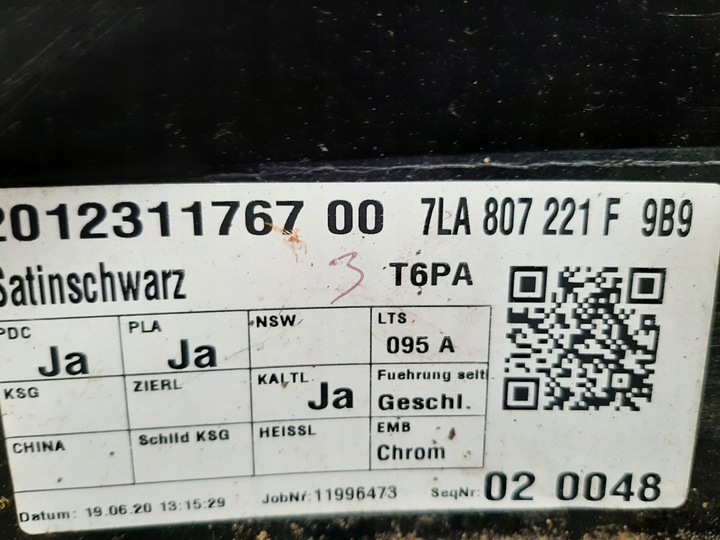 2012311767 00 7LA 807 221 F 9B9
Satinschwarz 3 T6PA
PDC Ja PLA Ja NSW LTS 095 A
KSG ZIERL KALTL Ja Fuehrung seitl Geschl.
CHINA Schild KSG HEISSL EMB Chrom
Datum: 19.06.20 13:15:29 JobNr: 11996473 SeqNr: 02 0048